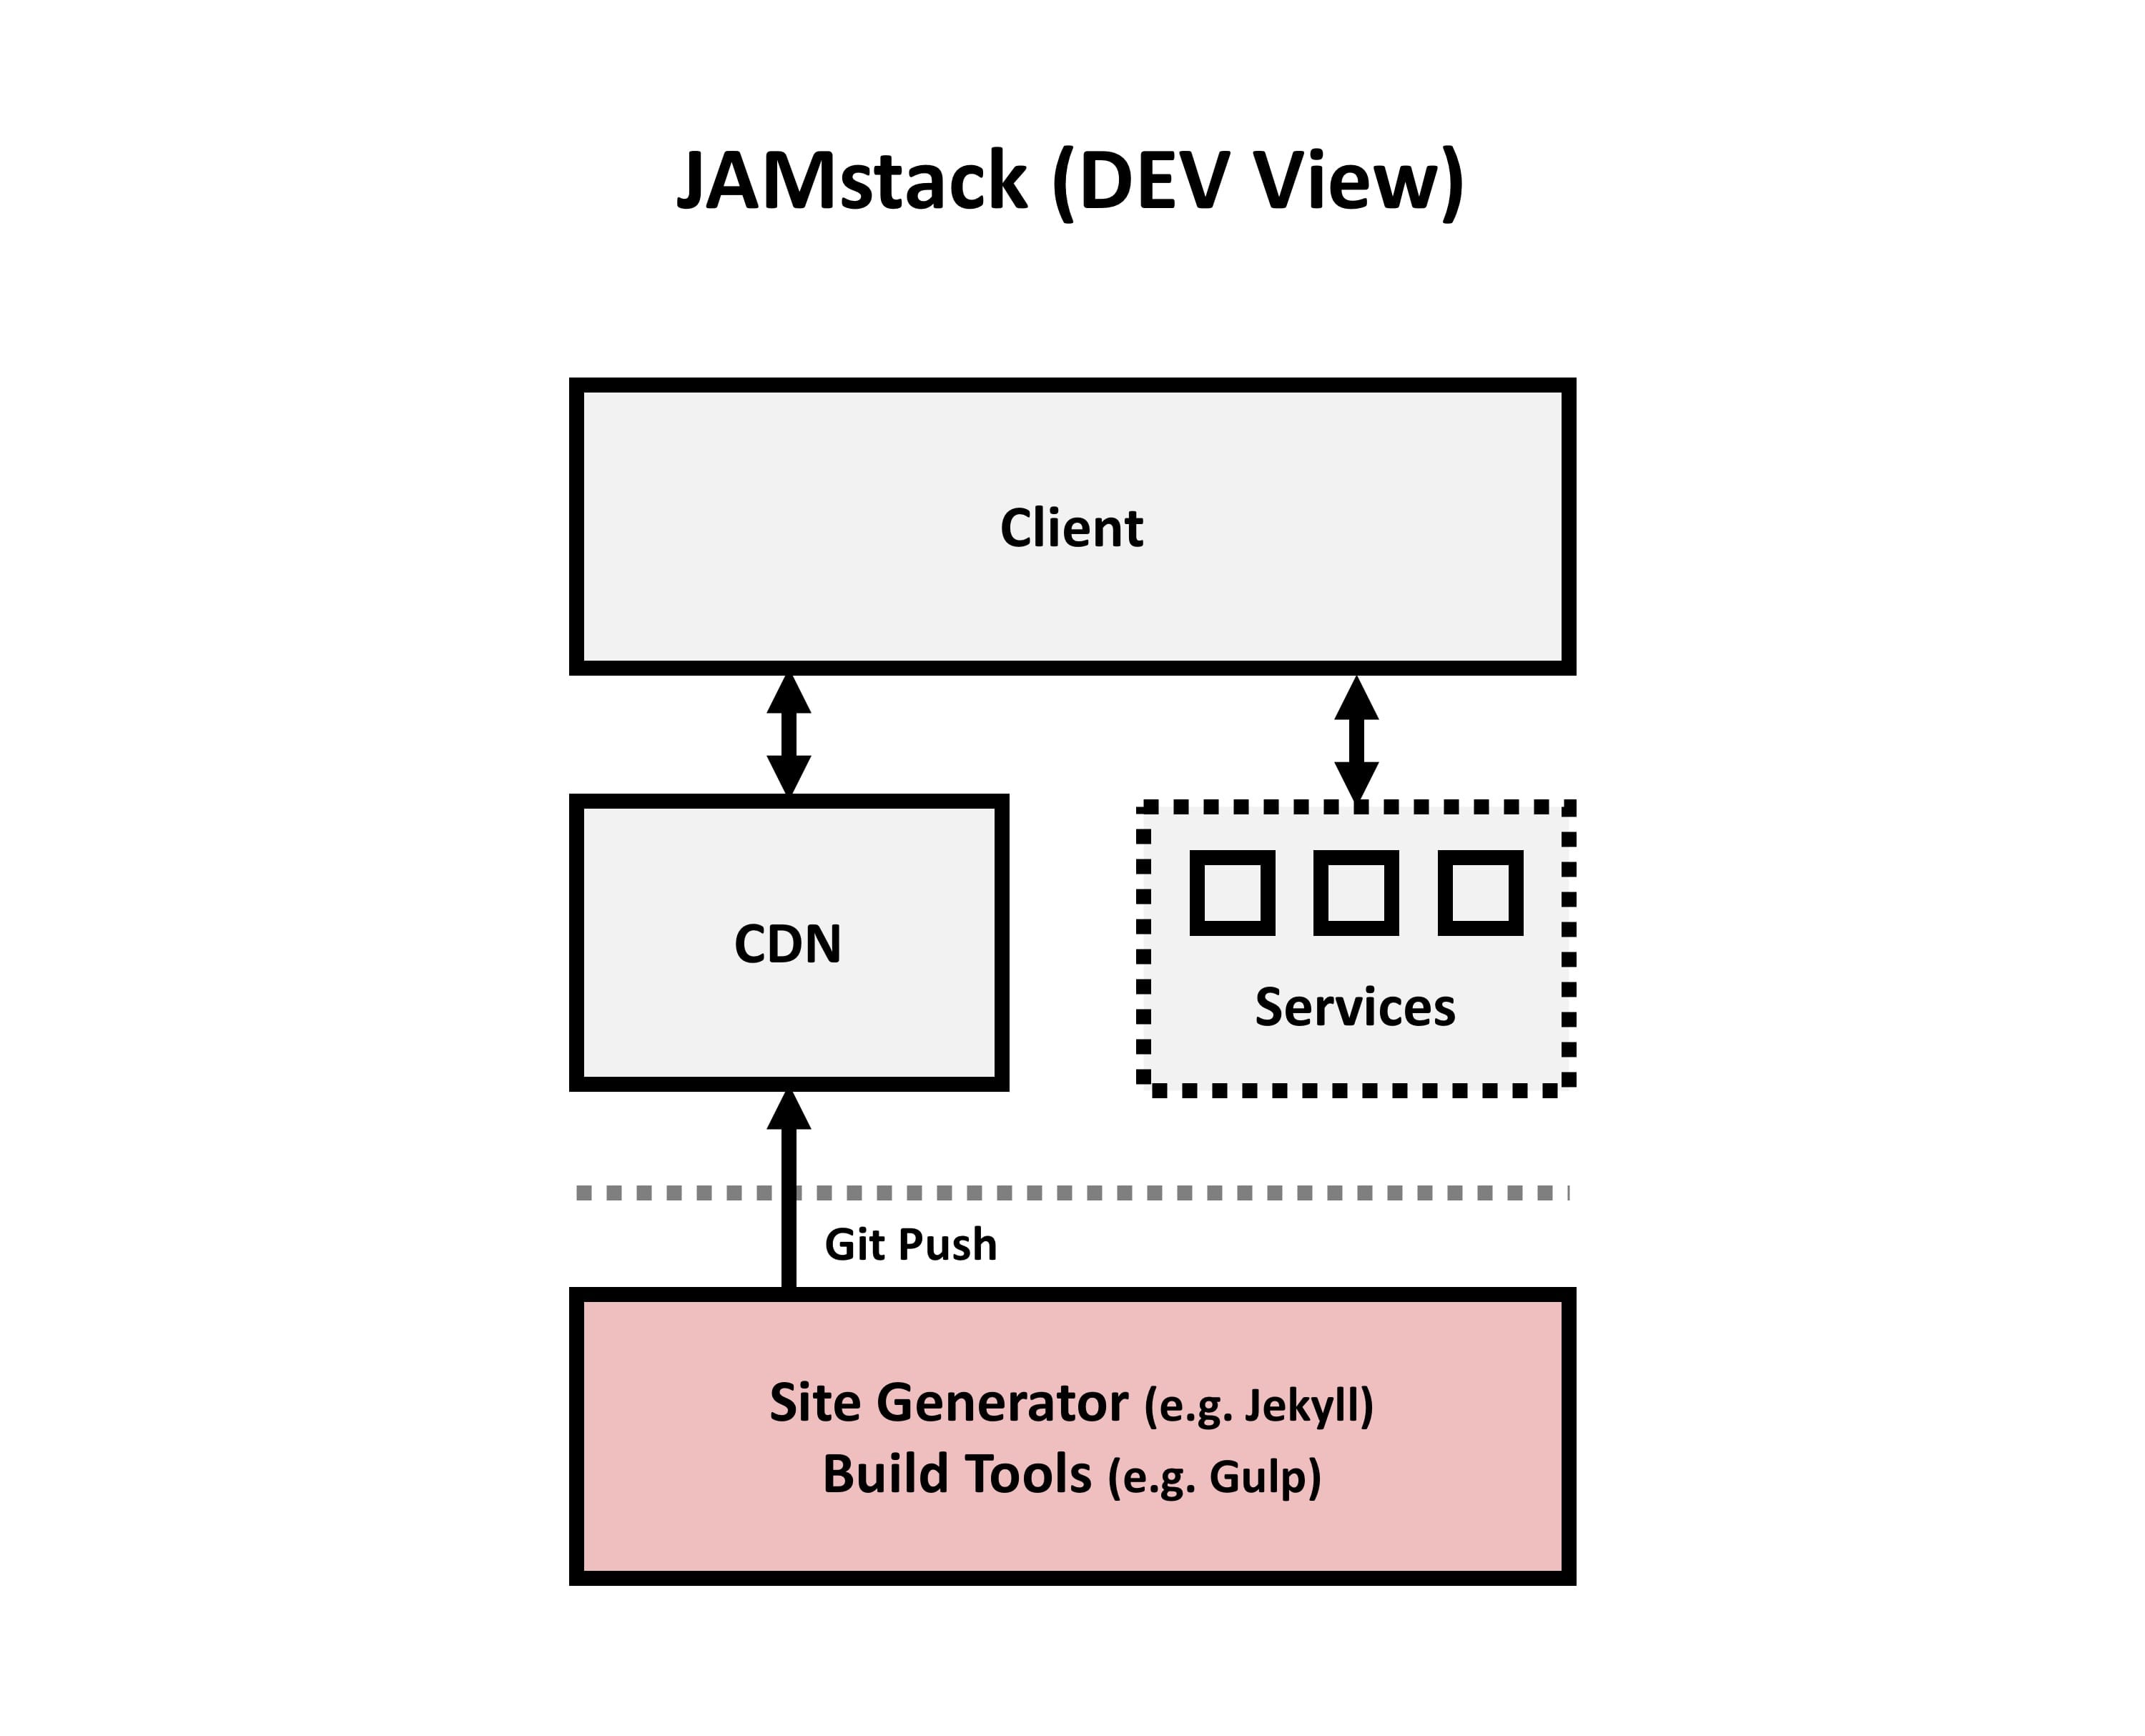 JAMstack (DEV View)
Client
CDN
Services
Git Push
Site Generator (e.g. Jekyll)
Build Tools (e.g. Gulp)